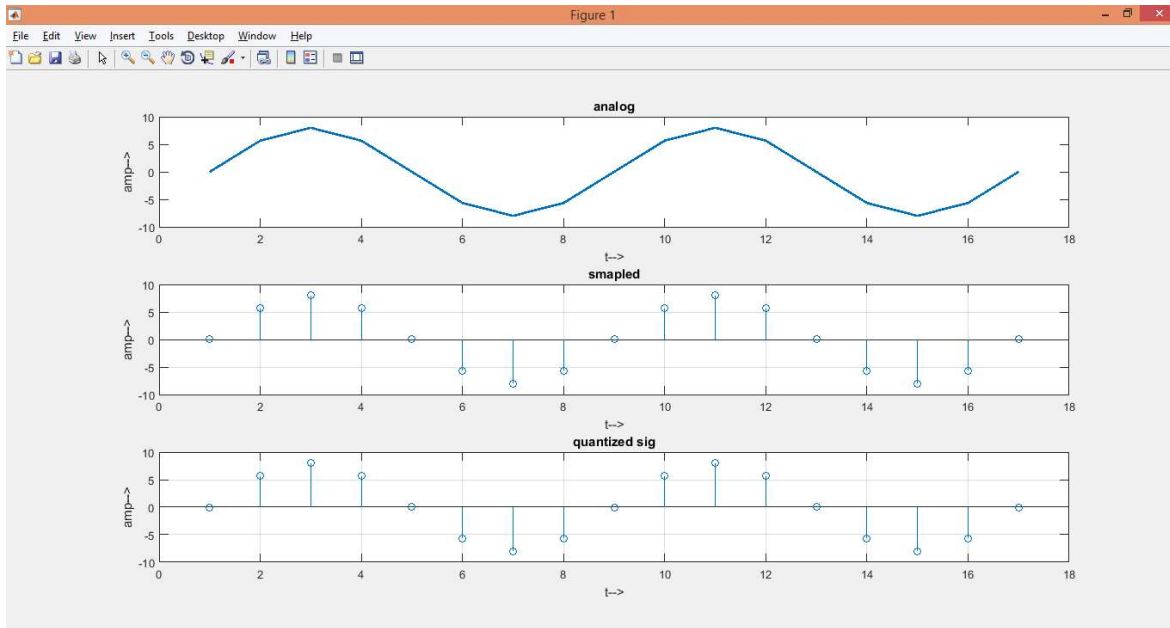 Figure 1
File Edit View Insert Tools Desktop Window Help
analog
10
5
0
-5
-10
amp-->
0 2 4 6 8 10 12 14 16 18
t-->
smapled
10
5
0
-5
-10
amp-->
0 2 4 6 8 10 12 14 16 18
t-->
quantized sig
10
5
0
-5
-10
amp-->
0 2 4 6 8 10 12 14 16 18
t-->